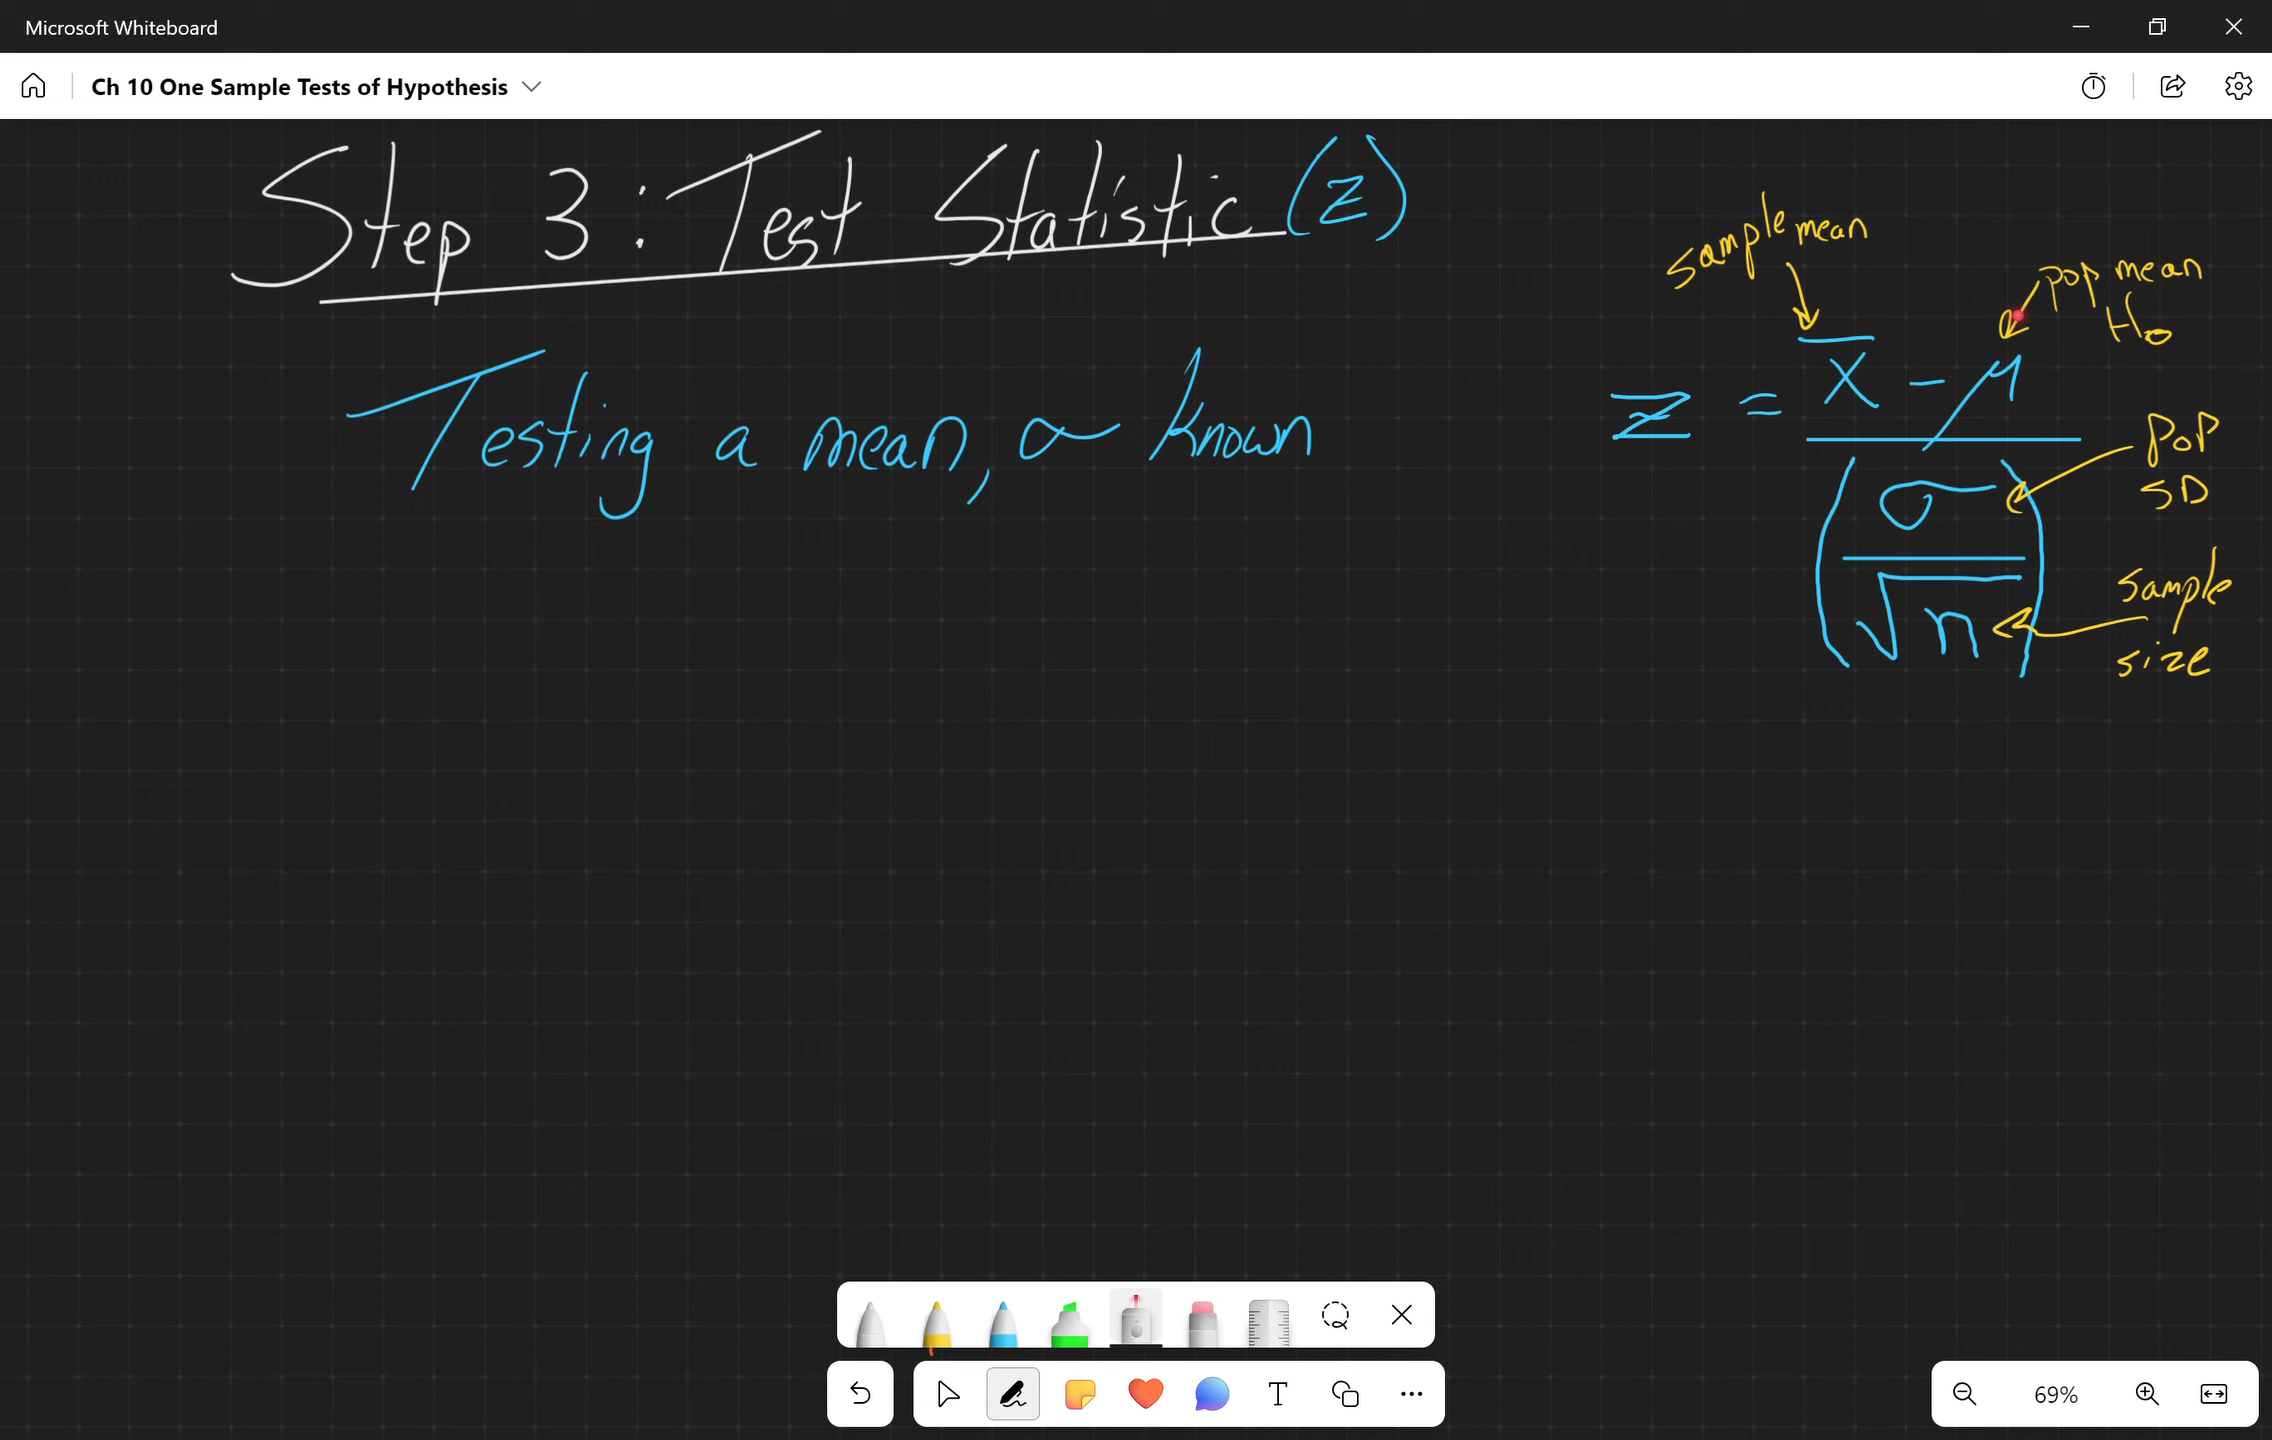 Microsoft Whiteboard
Ch 10 One Sample Tests of Hypothesis
Step 3: Test Statistic (z)
sample mean
pop mean
H₀
Testing a mean, σ known
z = x̄ - μ
pop
SD
σ
√n
sample
size
T
69%